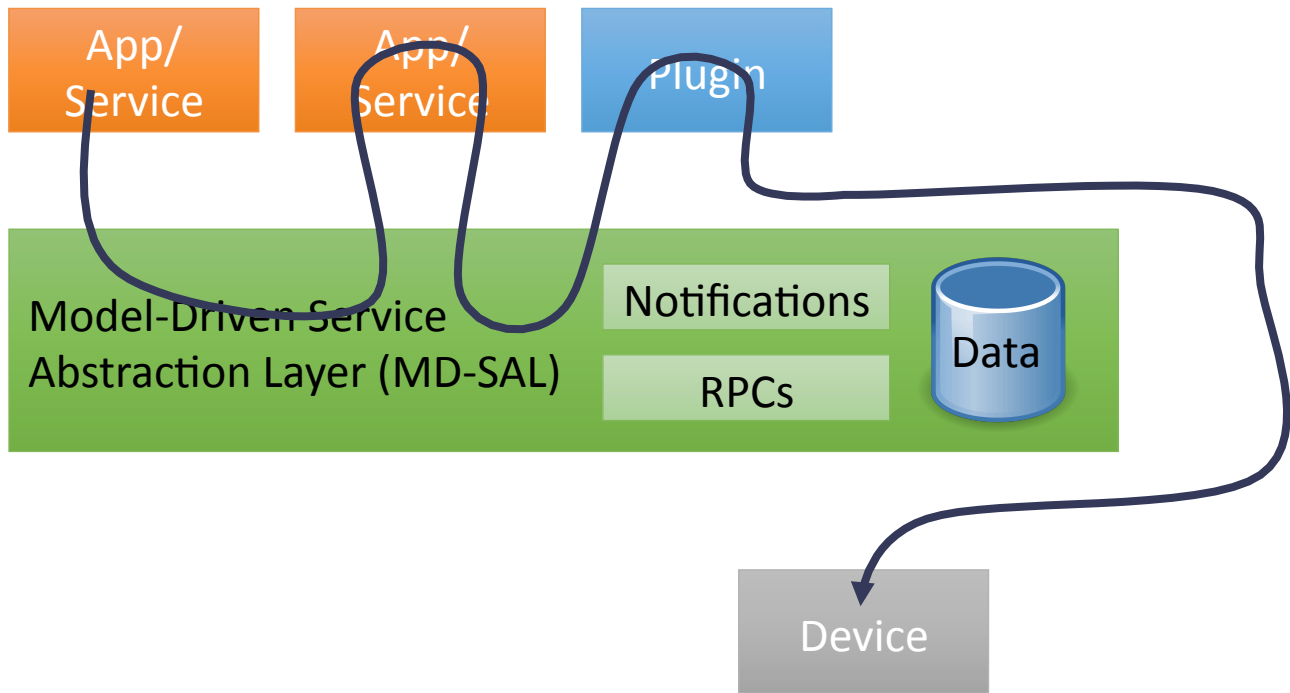 App/
Service
App/
Service
Plugin
Model-Driven Service
Abstraction Layer (MD-SAL)
Notifications
RPCs
Data
Device